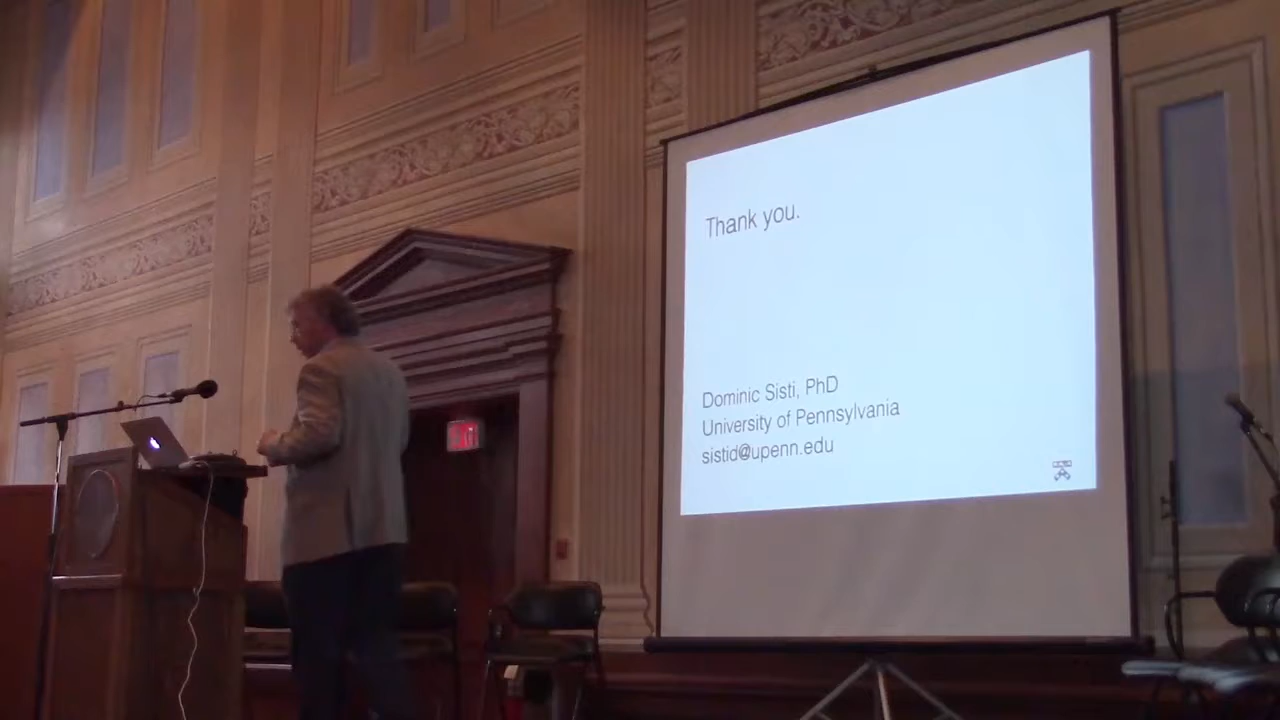 Thank you.
Dominic Sisti, PhD
University of Pennsylvania
sistid@upenn.edu
EXIT